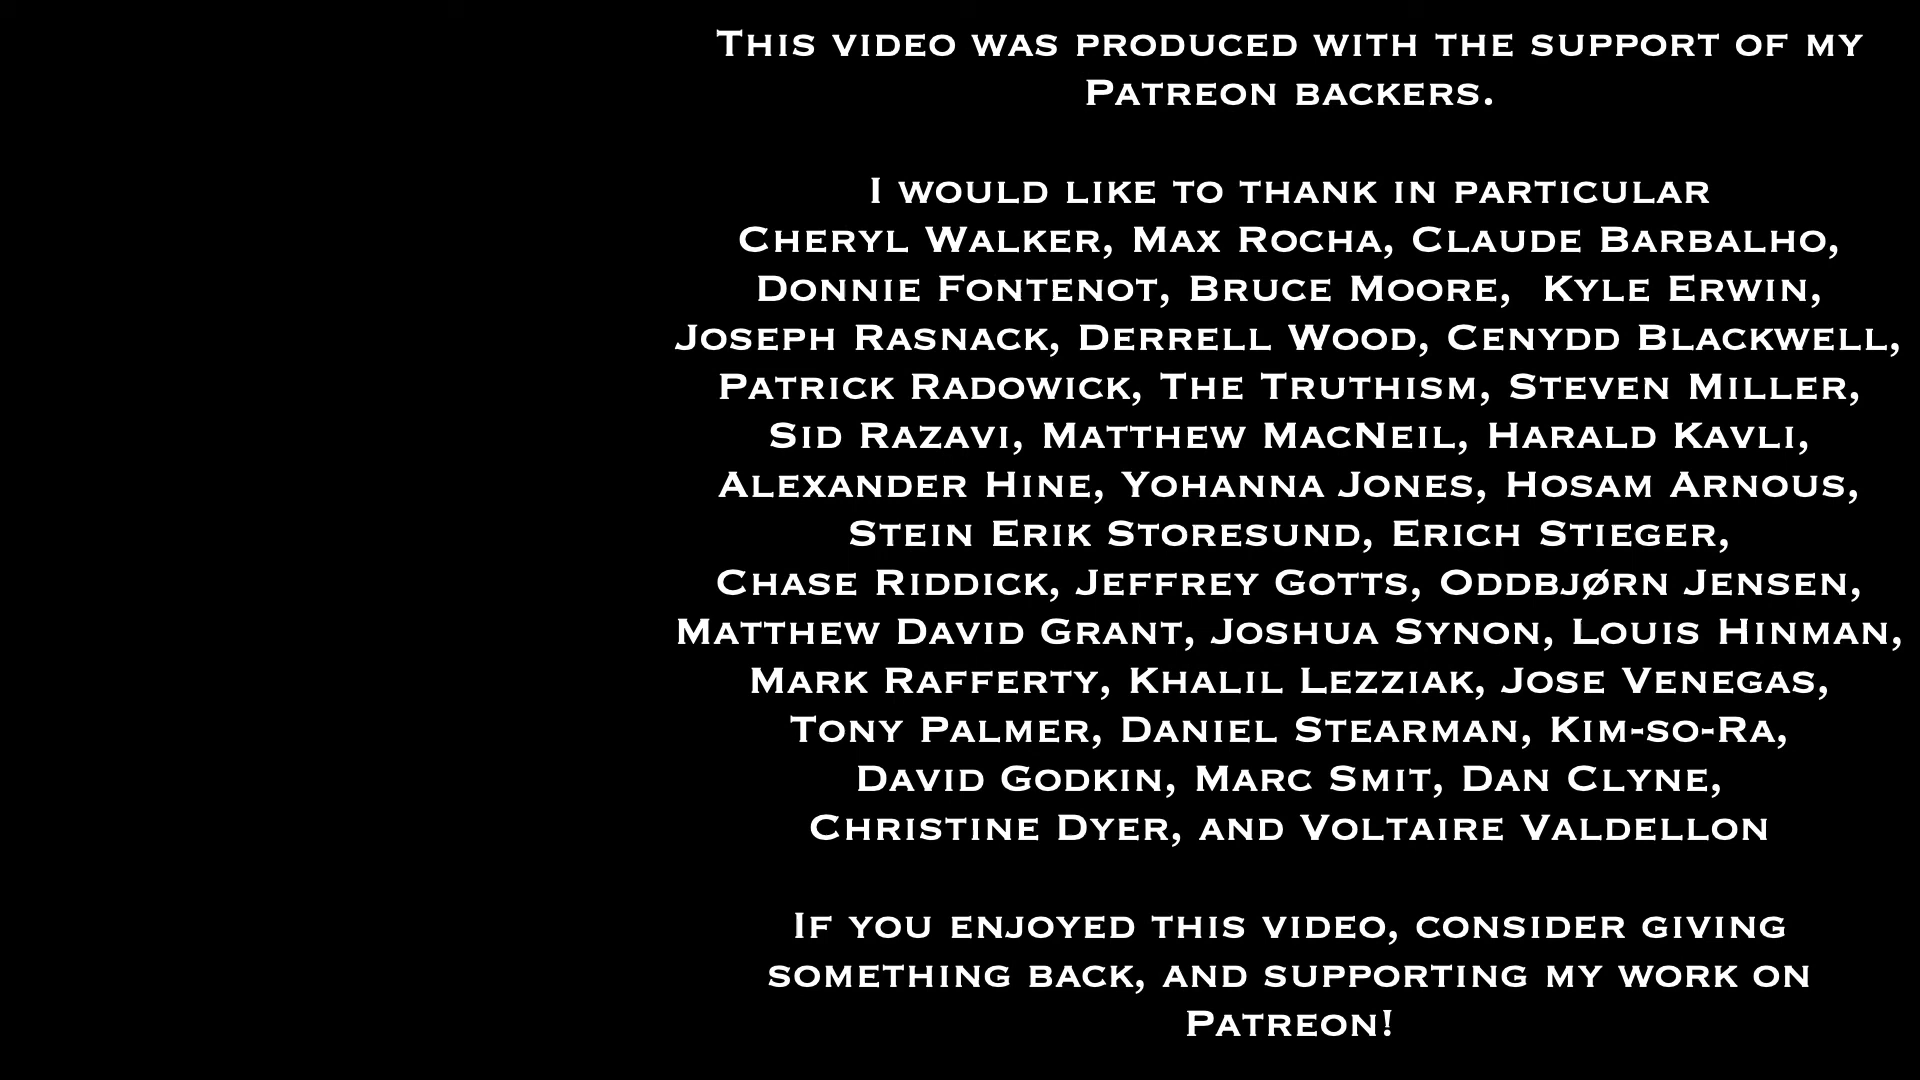 This video was produced with the support of my
Patreon backers.
I would like to thank in particular
Cheryl Walker, Max Rocha, Claude Barbalho,
Donnie Fontenot, Bruce Moore,  Kyle Erwin,
Joseph Rasnack, Derrell Wood, Cenydd Blackwell,
Patrick Radowick, The Truthism, Steven Miller,
Sid Razavi, Matthew MacNeil, Harald Kavli,
Alexander Hine, Yohanna Jones, Hosam Arnous,
Stein Erik Storesund, Erich Stieger,
Chase Riddick, Jeffrey Gotts, Oddbjørn Jensen,
Matthew David Grant, Joshua Synon, Louis Hinman,
Mark Rafferty, Khalil Lezziak, Jose Venegas,
Tony Palmer, Daniel Stearman, Kim-so-Ra,
David Godkin, Marc Smit, Dan Clyne,
Christine Dyer, and Voltaire Valdellon
If you enjoyed this video, consider giving
something back, and supporting my work on
Patreon!